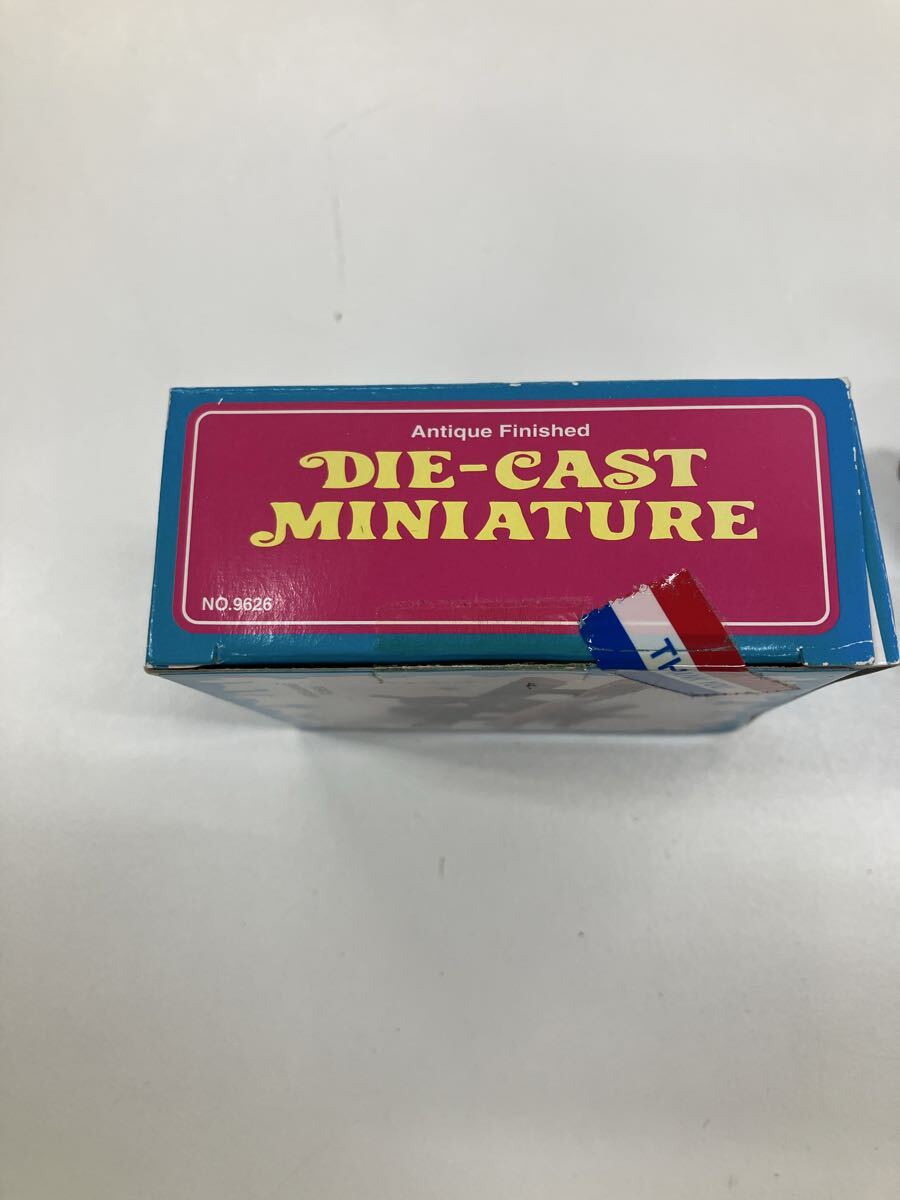 Antique Finished
DIE-CAST
MINIATURE
NO.9626